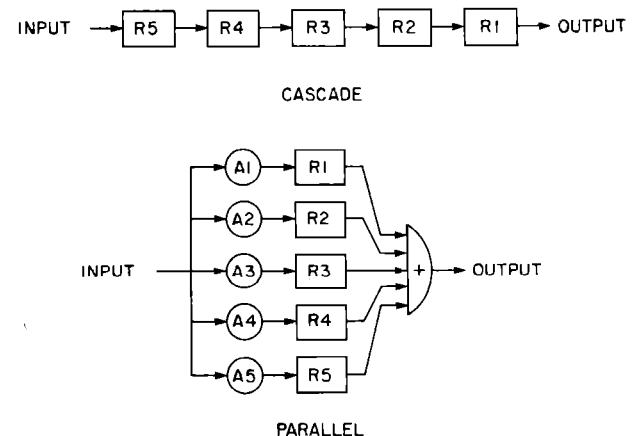 INPUT R5 R4 R3 R2 R1 OUTPUT
CASCADE
A1 R1
A2 R2
INPUT A3 R3 + OUTPUT
A4 R4
A5 R5
PARALLEL